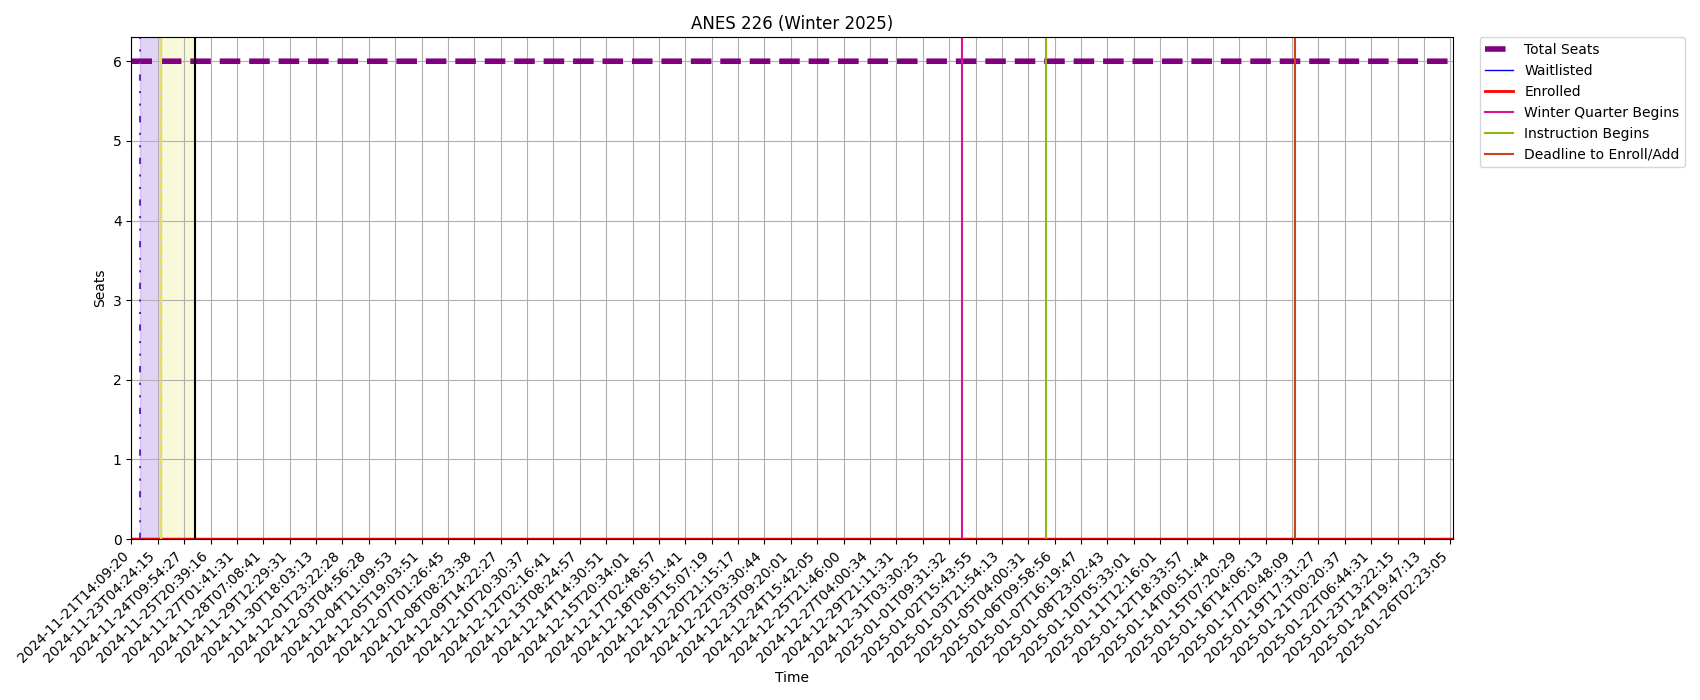 ANES 226 (Winter 2025)
Total Seats
Waitlisted
Enrolled
Winter Quarter Begins
Instruction Begins
Deadline to Enroll/Add
Seats
6
5
4
3
2
1
0
2024-11-21T14:09:20
2024-11-23T04:24:15
2024-11-24T09:54:27
2024-11-25T20:39:16
2024-11-27T01:41:31
2024-11-28T07:08:41
2024-11-29T12:29:31
2024-11-30T18:03:13
2024-12-01T23:22:28
2024-12-03T04:56:28
2024-12-04T11:09:53
2024-12-05T19:03:51
2024-12-07T01:26:45
2024-12-08T08:23:38
2024-12-09T14:22:27
2024-12-10T20:30:37
2024-12-12T02:16:41
2024-12-13T08:24:57
2024-12-14T14:30:51
2024-12-15T20:34:01
2024-12-17T02:48:57
2024-12-18T08:51:41
2024-12-19T15:07:19
2024-12-20T21:15:17
2024-12-22T03:30:44
2024-12-23T09:20:01
2024-12-24T15:42:05
2024-12-25T21:46:00
2024-12-27T04:00:34
2024-12-29T21:11:31
2024-12-31T03:30:25
2025-01-01T09:31:32
2025-01-02T15:43:55
2025-01-03T21:54:13
2025-01-05T04:00:31
2025-01-06T09:58:56
2025-01-07T16:19:47
2025-01-08T23:02:43
2025-01-10T05:33:01
2025-01-11T12:16:01
2025-01-12T18:33:57
2025-01-14T00:51:44
2025-01-15T07:20:29
2025-01-16T14:06:13
2025-01-17T20:48:09
2025-01-19T17:31:27
2025-01-21T00:20:37
2025-01-22T06:44:31
2025-01-23T13:22:15
2025-01-24T19:47:13
2025-01-26T02:23:05
Time